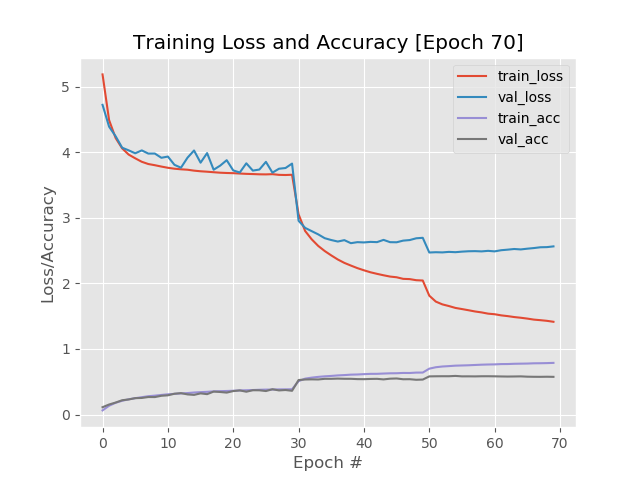 Training Loss and Accuracy [Epoch 70]
train_loss
val_loss
train_acc
val_acc
Loss/Accuracy
5
4
3
2
1
0
0 10 20 30 40 50 60 70
Epoch #